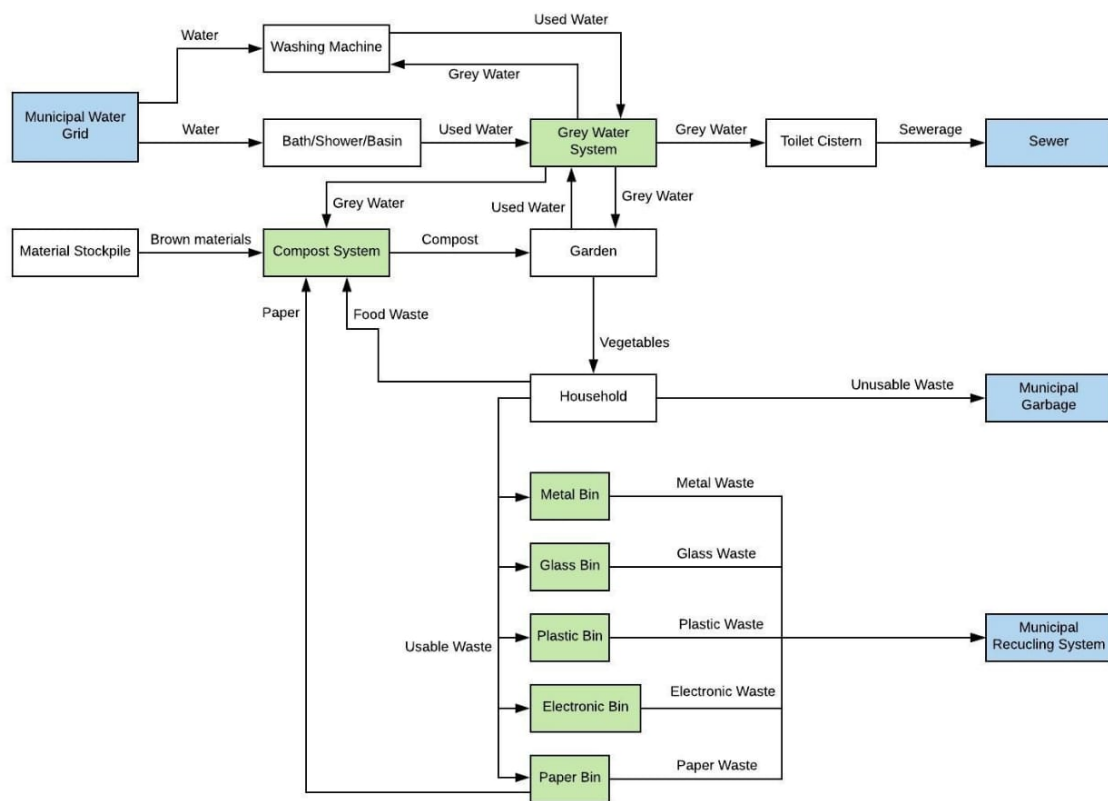 Used Water
Water
Washing Machine
Grey Water
Municipal Water
Grid
Water
Bath/Shower/Basin
Used Water
Grey Water
System
Grey Water
Toilet Cistern
Sewerage
Sewer
Grey Water
Used Water
Grey Water
Material Stockpile
Brown materials
Compost System
Compost
Garden
Paper
Food Waste
Vegetables
Household
Unusable Waste
Municipal
Garbage
Metal Bin
Metal Waste
Glass Bin
Glass Waste
Usable Waste
Plastic Bin
Plastic Waste
Municipal
Recucling System
Electronic Bin
Electronic Waste
Paper Bin
Paper Waste